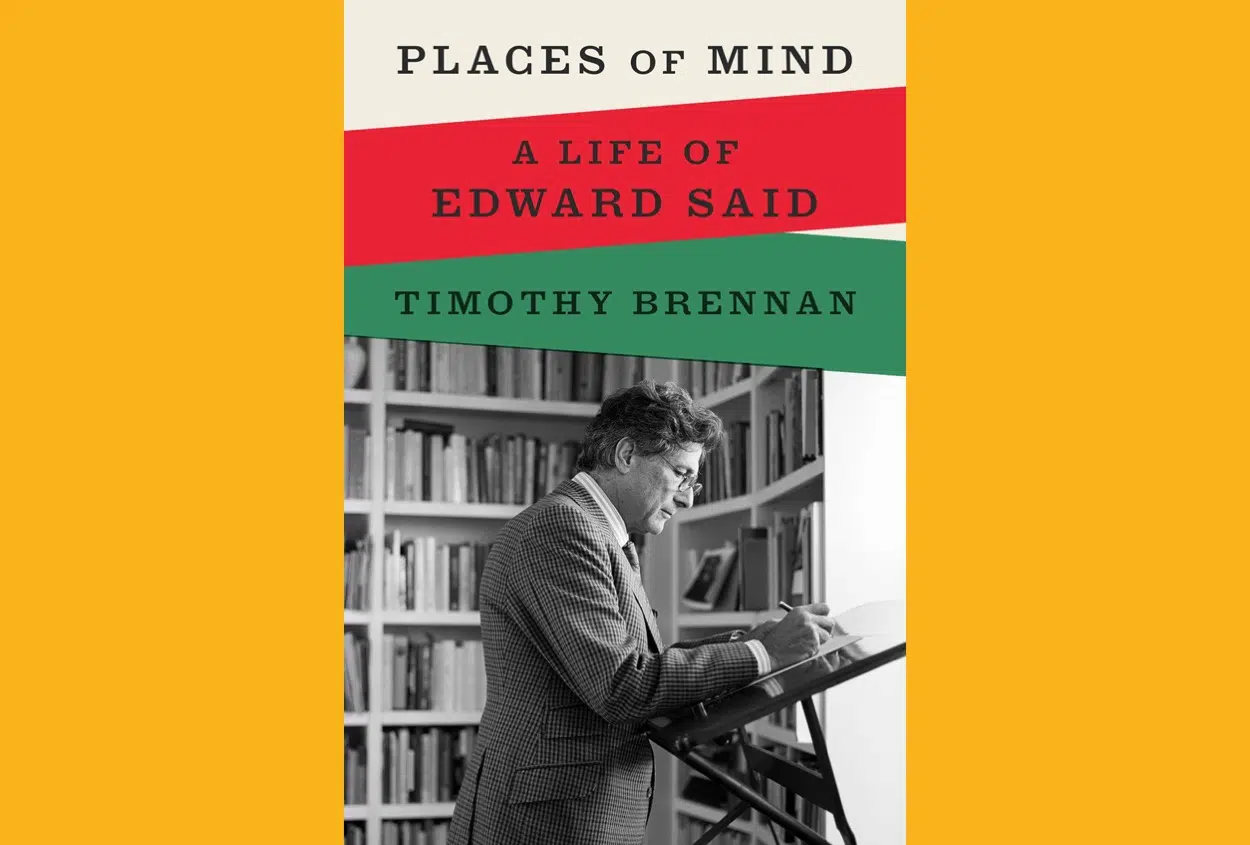 PLACES OF MIND
A LIFE OF
EDWARD SAID
TIMOTHY BRENNAN